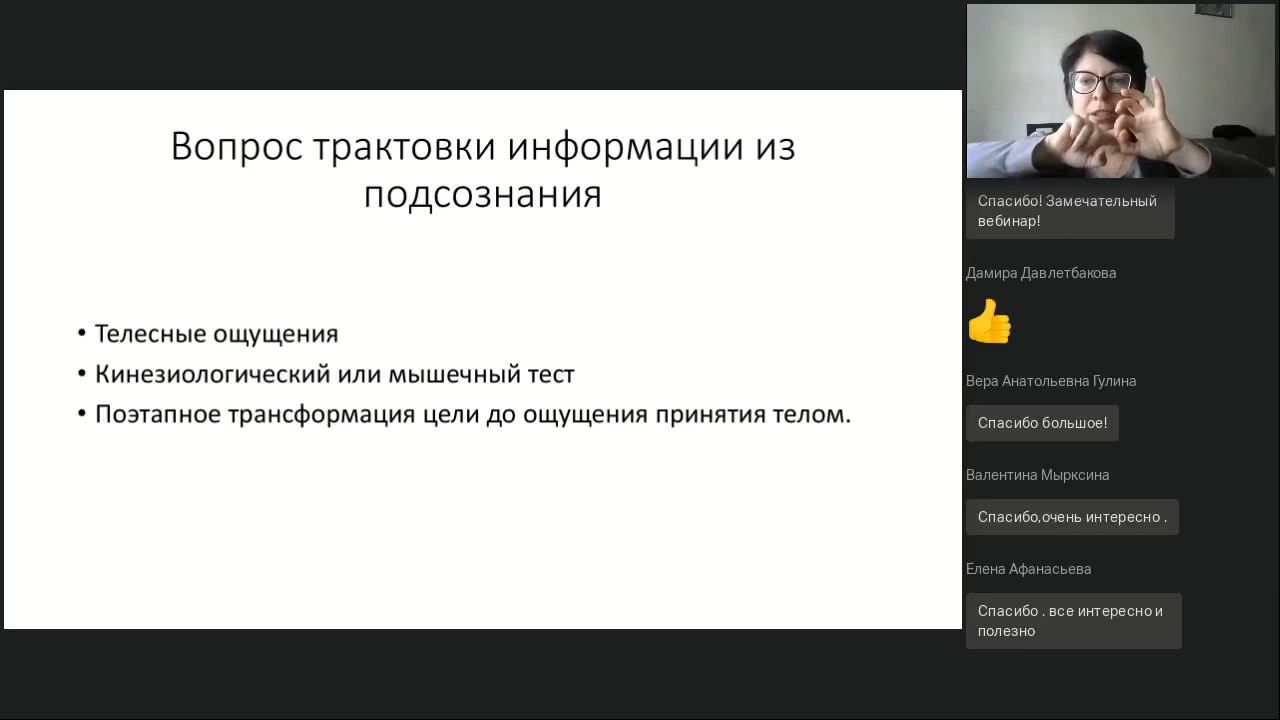 Вопрос трактовки информации из
подсознания
• Телесные ощущения
• Кинезиологический или мышечный тест
• Поэтапное трансформация цели до ощущения принятия телом.
Спасибо! Замечательный
вебинар!
Дамира Давлетбакова
Вера Анатольевна Гулина
Спасибо большое!
Валентина Мырксина
Спасибо,очень интересно .
Елена Афанасьева
Спасибо . все интересно и
полезно